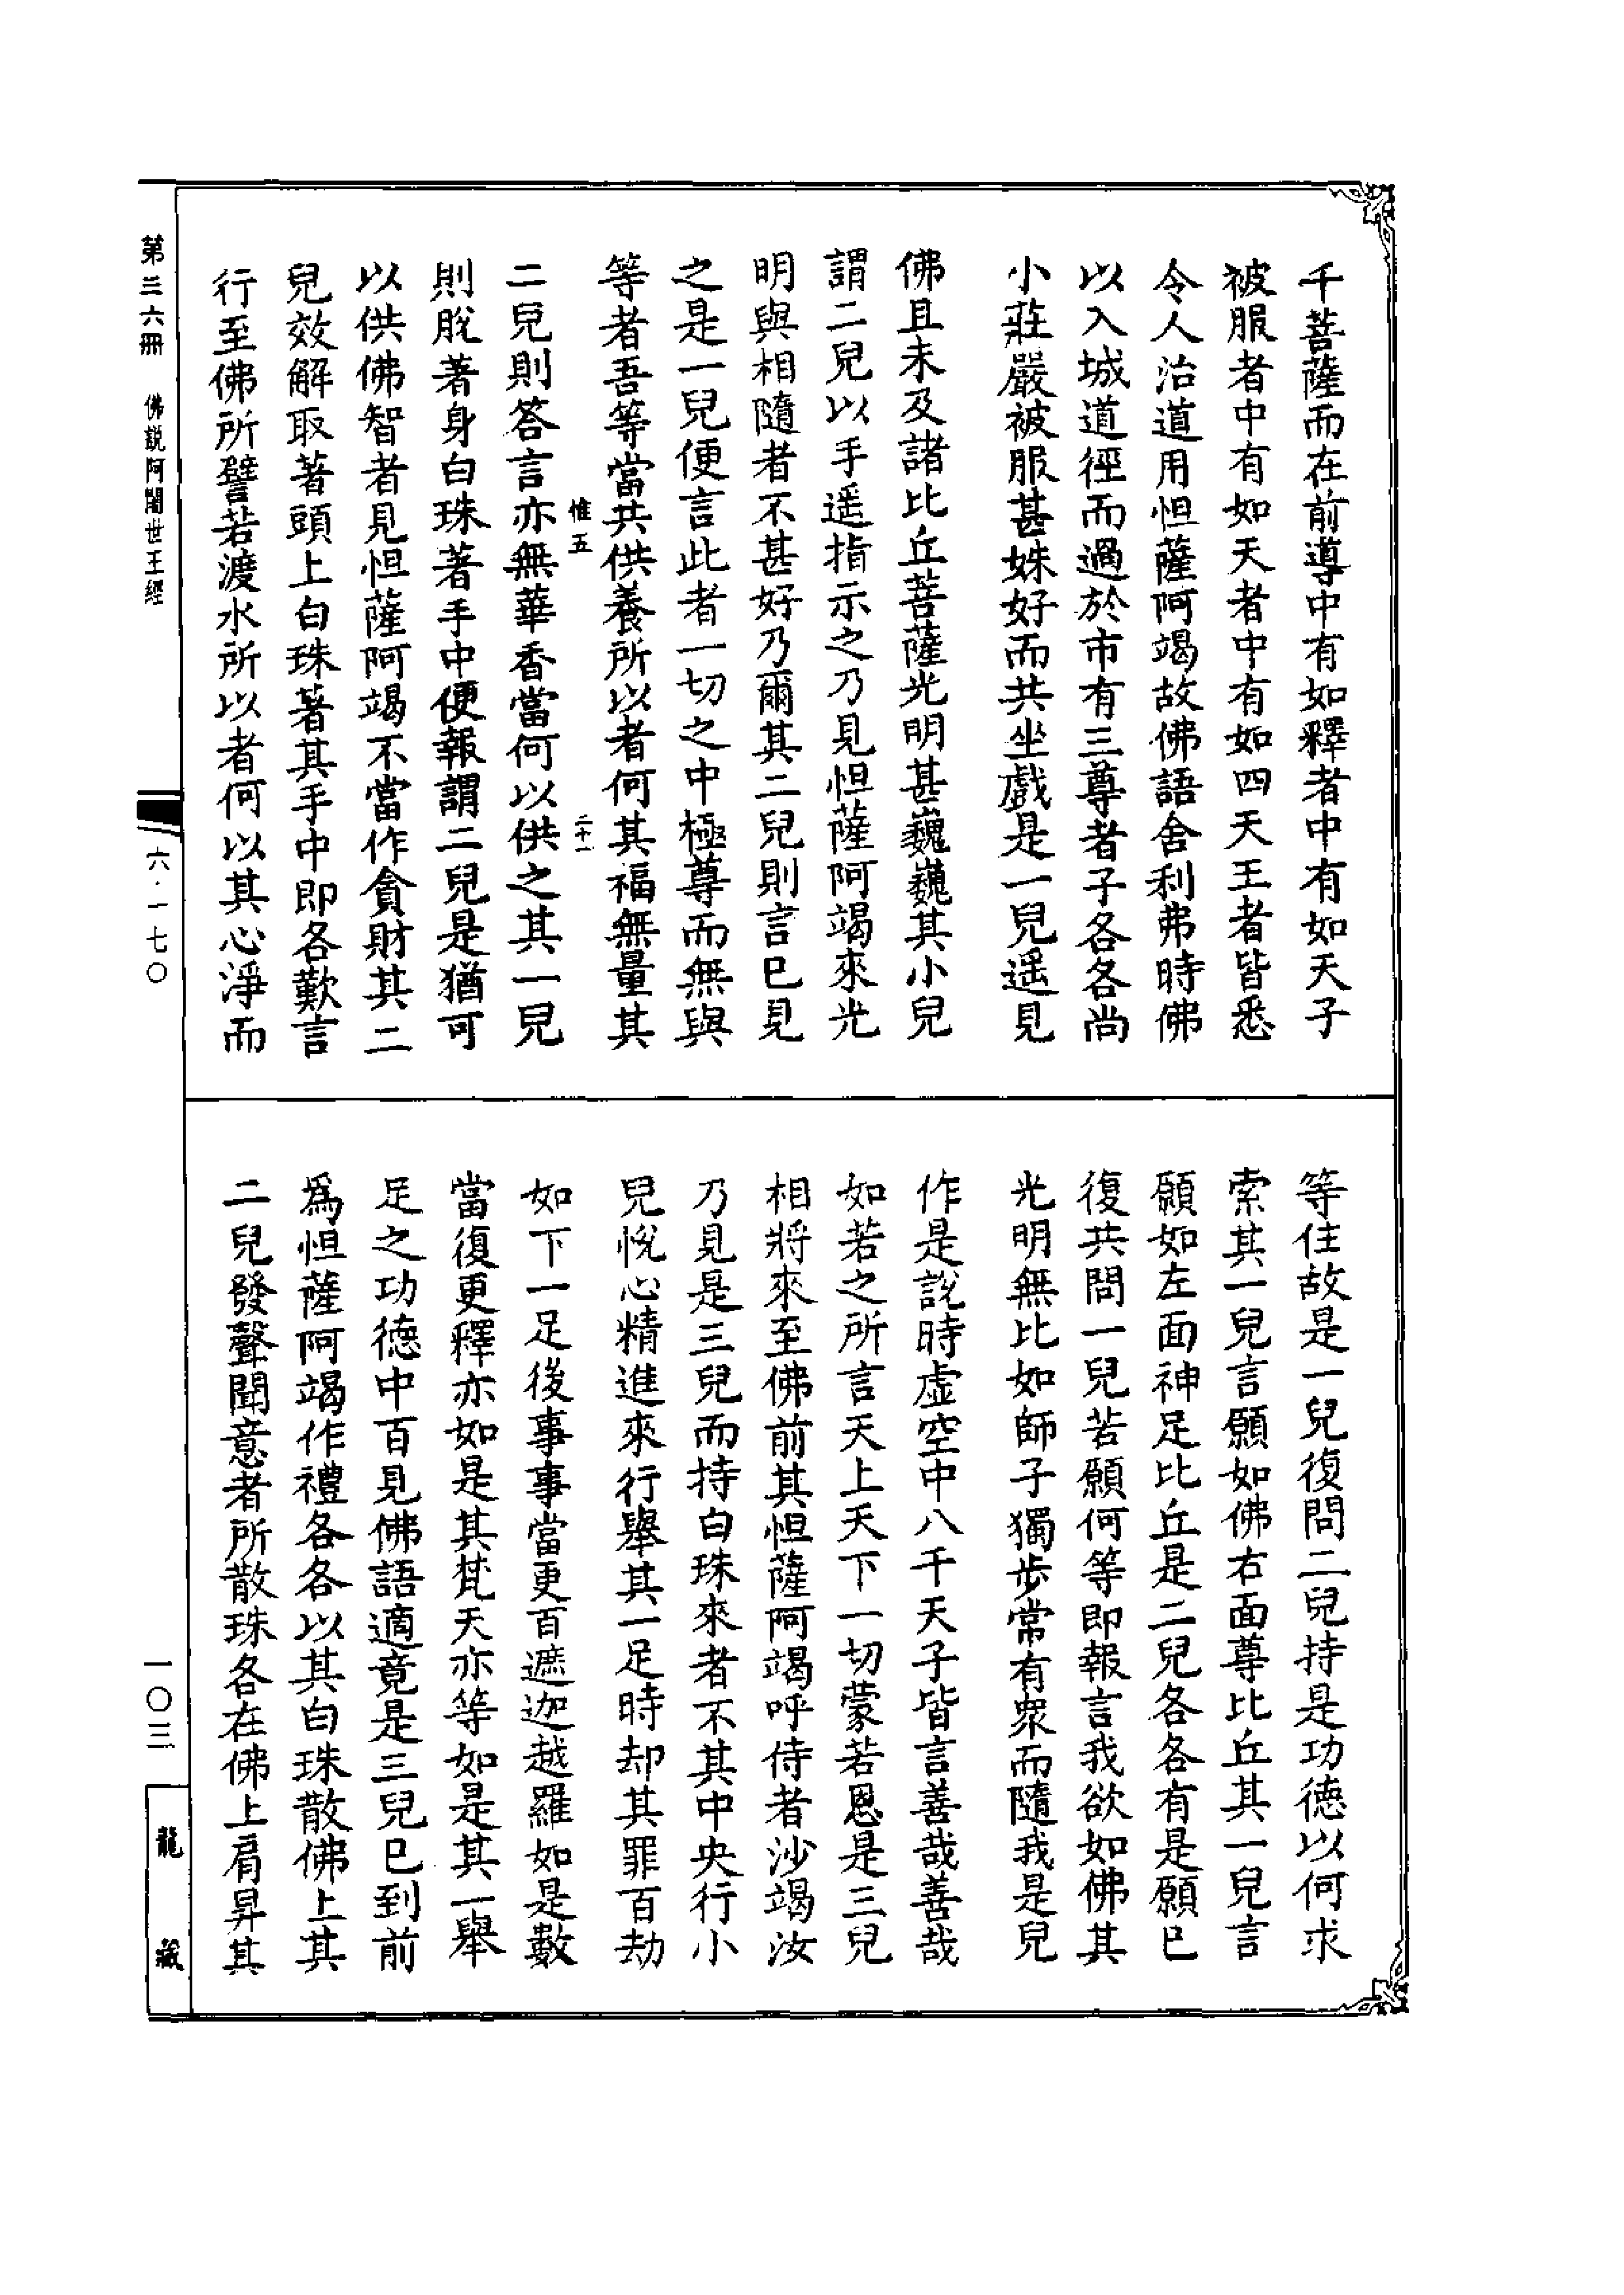 千菩薩而在前導中有如釋者中有如天子
被服者中有如天者中有如四天王者皆悉
令人治道用怛薩阿竭故佛語舍利弗時佛
以入城道徑而過於市有三尊者子各各尚
小莊嚴被服甚姝好而共坐戲是一兒遥見
佛且未及諸比丘菩薩光明甚巍巍其小兒
謂二兒以手遥指示之乃見怛薩阿竭來光
明與相隨者不甚好乃爾其二兒則言已見
之是一兒便言此者一切之中極尊而無與
等者吾等當共供養所以者何其福無量其
惟五
二十一
二兒則答言亦無華香當何以供之其一兒
則脫著身白珠著手中便報謂二兒是猶可
以供佛智者見怛薩阿竭不當作貪財其二
兒效解取著頭上白珠著其手中即各歎言
行至佛所譬若渡水所以者何以其心淨而
等住故是一兒復問二兒持是功德以何求
索其一兒言願如佛右面尊比丘其一兒言
願如左面神足比丘是二兒各各有是願已
復共問一兒若願何等即報言我欲如佛其
光明無比如師子獨步常有衆而隨我是兒
作是說時虛空中八千天子皆言善哉善哉
如若之所言天上天下一切蒙若恩是三兒
相將來至佛前其怛薩阿竭呼侍者沙竭汝
乃見是三兒而持白珠來者不其中央行小
兒悅心精進來行舉其一足時却其罪百劫
如下一足後事事當更百遮迦越羅如是數
當復更釋亦如是其梵天亦等如是其一舉
足之功德中百見佛語適竟是三兒已到前
為怛薩阿竭作禮各各以其白珠散佛上其
二兒發聲聞意者所散珠各在佛上肩昇其
第三六冊　佛説阿闍世王經
六·一七〇
一〇三
龍藏